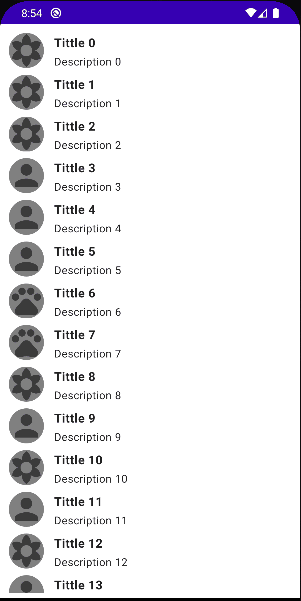 8:54
Tittle 0
Description 0
Tittle 1
Description 1
Tittle 2
Description 2
Tittle 3
Description 3
Tittle 4
Description 4
Tittle 5
Description 5
Tittle 6
Description 6
Tittle 7
Description 7
Tittle 8
Description 8
Tittle 9
Description 9
Tittle 10
Description 10
Tittle 11
Description 11
Tittle 12
Description 12
Tittle 13